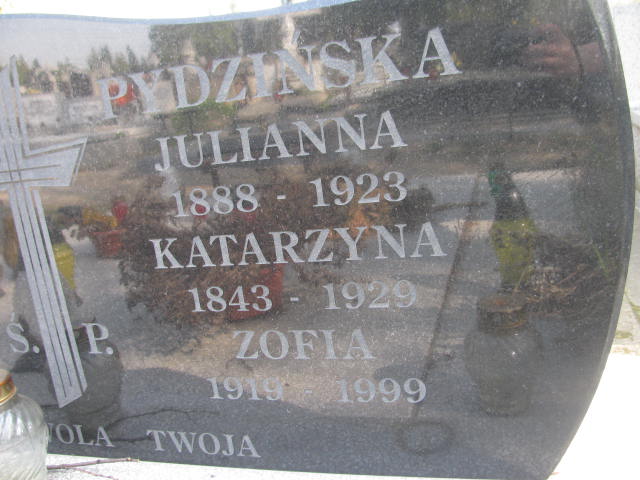 PYDZIŃSKA
JULIANNA
1888 - 1923
KATARZYNA
1843 - 1929
S. P.
ZOFIA
1919 - 1999
WOLA TWOJA